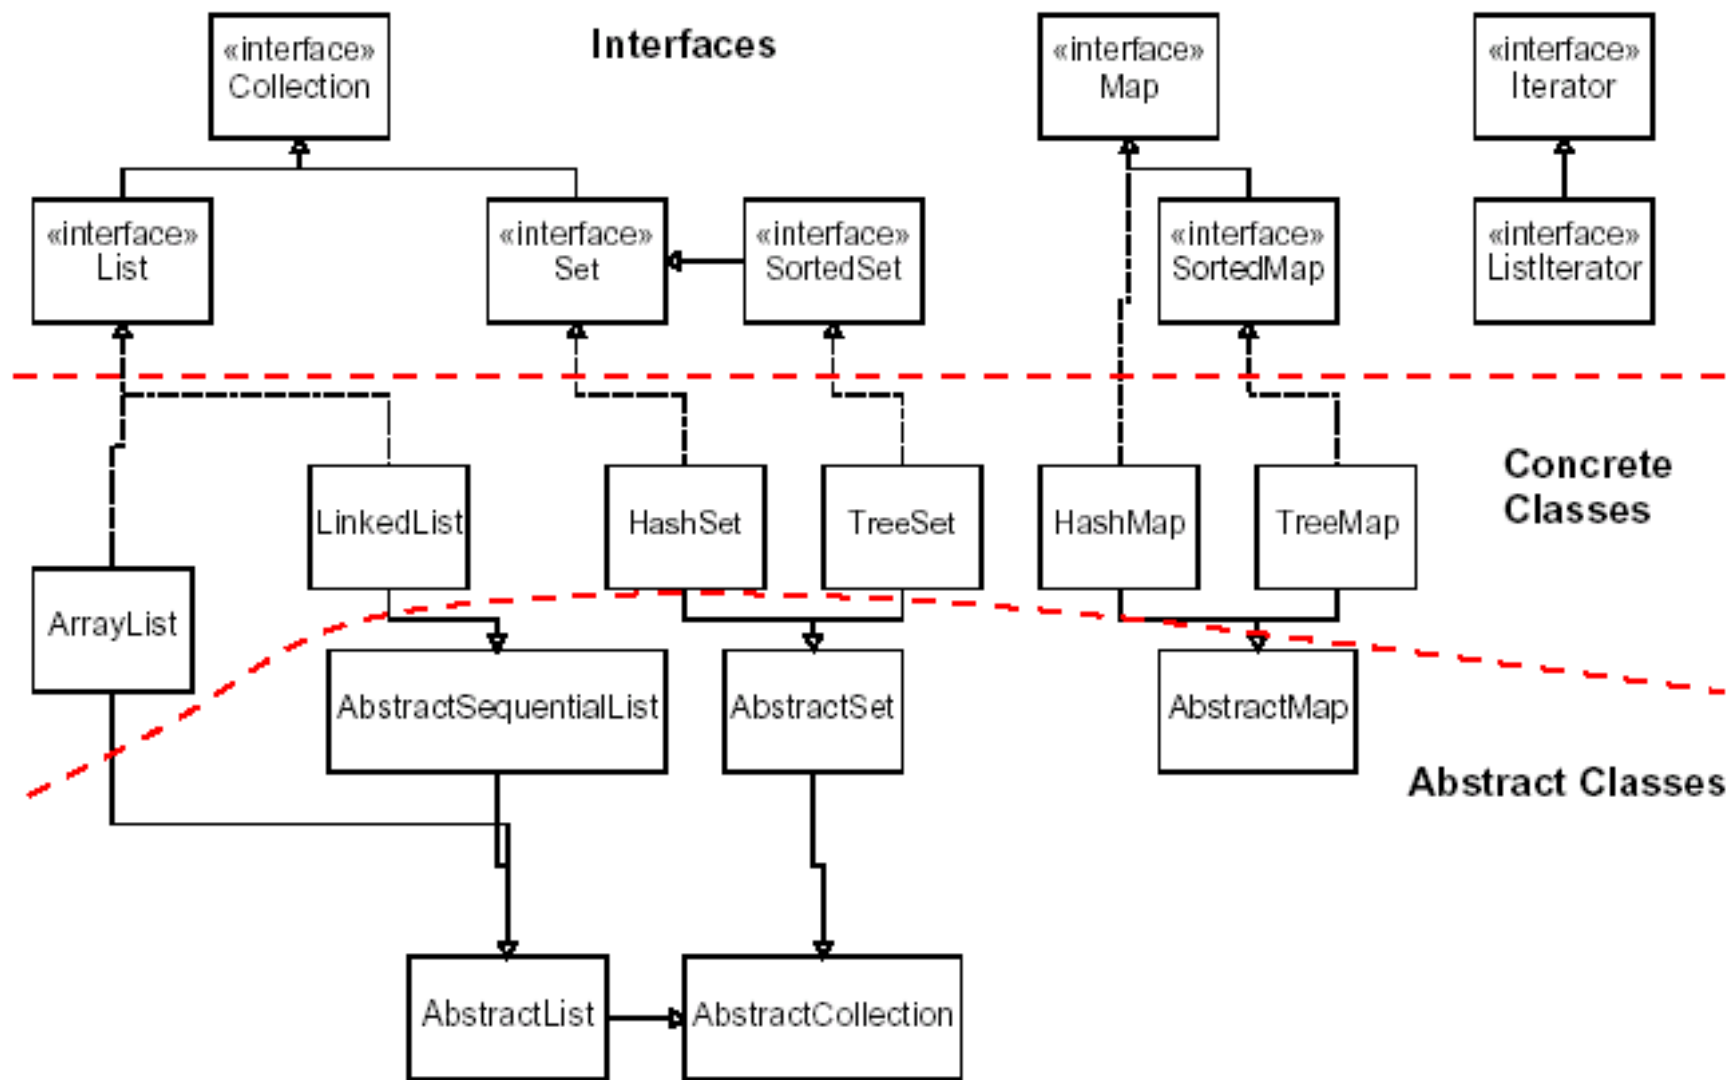 «interface»
Collection
Interfaces
«interface»
Map
«interface»
Iterator
«interface»
List
«interface»
Set
«interface»
SortedSet
«interface»
SortedMap
«interface»
ListIterator
Concrete
Classes
LinkedList
HashSet
TreeSet
HashMap
TreeMap
ArrayList
AbstractSequentialList
AbstractSet
AbstractMap
Abstract Classes
AbstractList
AbstractCollection